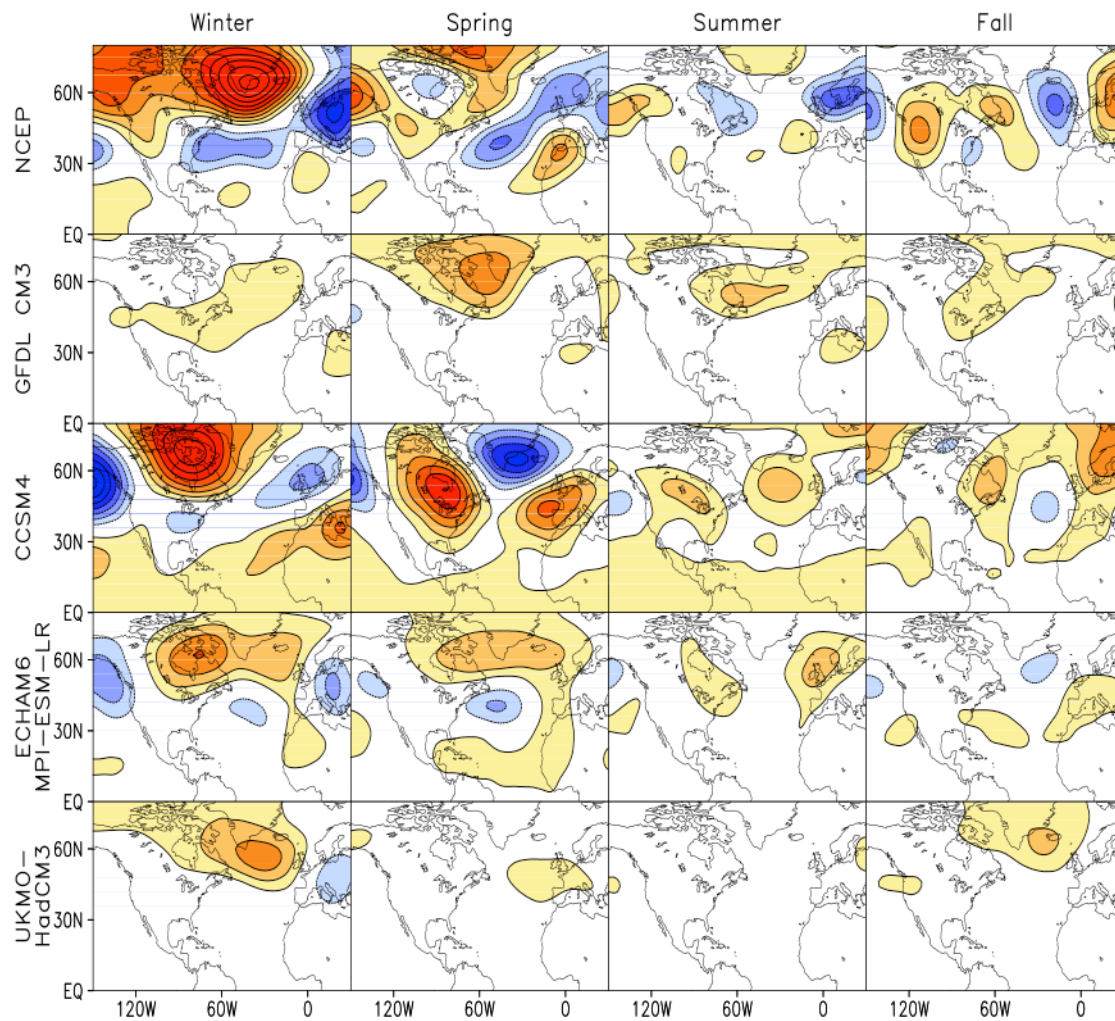 Winter Spring Summer Fall
NCEP
60N
30N
EQ
GFDL CM3
60N
30N
EQ
CCSM4
60N
30N
EQ
ECHAM6
MPI-ESM-LR
60N
30N
EQ
UKMO-
HadCM3
60N
30N
EQ
120W 60W 0 120W 60W 0 120W 60W 0 120W 60W 0